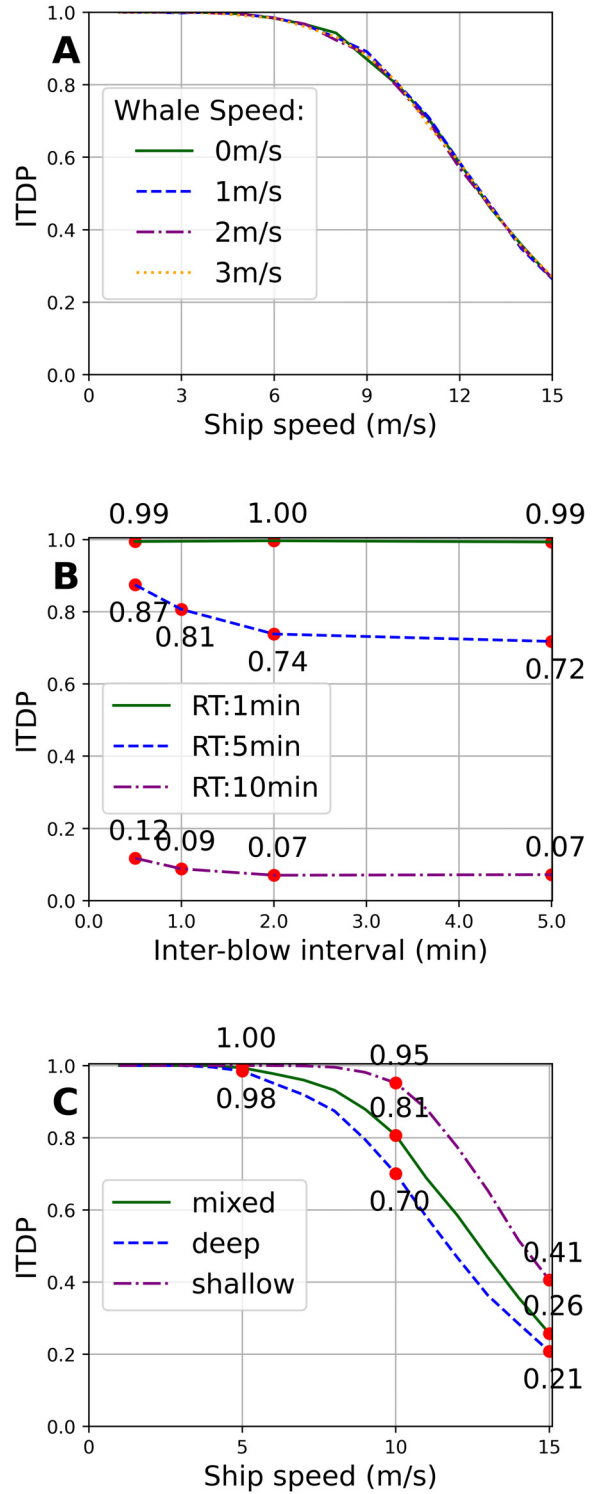 A
1.0
0.8
0.6
0.4
0.2
0.0
ITDP
Whale Speed:
0m/s
1m/s
2m/s
3m/s
0 3 6 9 12 15
Ship speed (m/s)
0.99 1.00 0.99
B
1.0
0.8
0.6
0.4
0.2
0.0
ITDP
0.87
0.81
0.74
0.72
RT:1min
RT:5min
RT:10min
0.12
0.09
0.07
0.07
0.0 1.0 2.0 3.0 4.0 5.0
Inter-blow interval (min)
1.00
0.95
C
1.0
0.8
0.6
0.4
0.2
0.0
ITDP
0.98
0.81
0.70
mixed
deep
shallow
0.41
0.26
0.21
0 5 10 15
Ship speed (m/s)